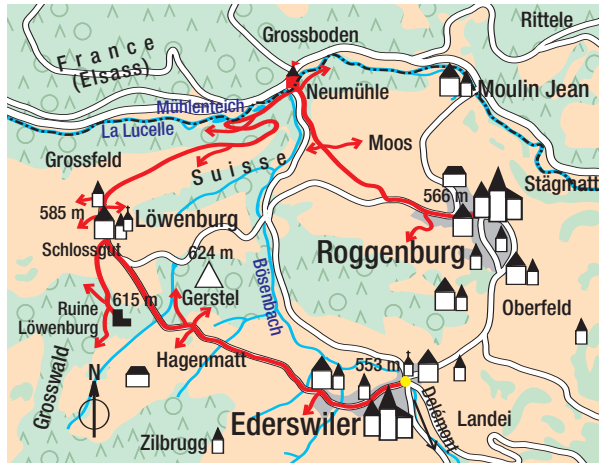 Grossboden
Rittele
France
(Elsass)
Neumühle
Moulin Jean
Mühlenteich
La Lucelle
Moos
Grossfeld
Suisse
Stägmatt
566 m
585 m
Löwenburg
Schlossgut
Roggenburg
624 m
Bösenbach
Gerstel
615 m
Ruine
Löwenburg
Oberfeld
Hagenmatt
553 m
Grosswald
N
Delémont
Ederswiler
Landei
Zilbrugg